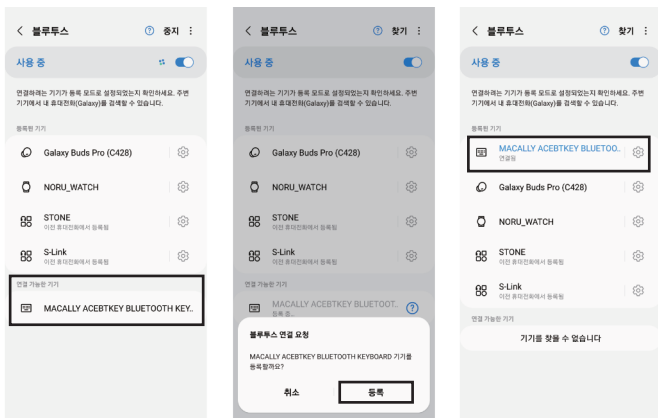 블루투스
중지
사용 중
연결하려는 기기가 등록 모드로 설정되었는지 확인하세요. 주변
기기에서 내 휴대전화(Galaxy)를 검색할 수 있습니다.
등록된 기기
Galaxy Buds Pro (C428)
NORU_WATCH
STONE
이전 휴대전화에서 등록됨
S-Link
이전 휴대전화에서 등록됨
연결 가능한 기기
MACALLY ACEBTKEY BLUETOOTH KEY..
블루투스
찾기
사용 중
연결하려는 기기가 등록 모드로 설정되었는지 확인하세요. 주변
기기에서 내 휴대전화(Galaxy)를 검색할 수 있습니다.
등록된 기기
Galaxy Buds Pro (C428)
NORU_WATCH
STONE
이전 휴대전화에서 등록됨
S-Link
이전 휴대전화에서 등록됨
연결 가능한 기기
MACALLY ACEBTKEY BLUETOOT..
등록 중...
블루투스 연결 요청
MACALLY ACEBTKEY BLUETOOTH KEYBOARD 기기를
등록할까요?
취소
등록
블루투스
찾기
사용 중
연결하려는 기기가 등록 모드로 설정되었는지 확인하세요. 주변
기기에서 내 휴대전화(Galaxy)를 검색할 수 있습니다.
등록된 기기
MACALLY ACEBTKEY BLUETOO..
연결됨
Galaxy Buds Pro (C428)
NORU_WATCH
STONE
이전 휴대전화에서 등록됨
S-Link
이전 휴대전화에서 등록됨
연결 가능한 기기
기기를 찾을 수 없습니다